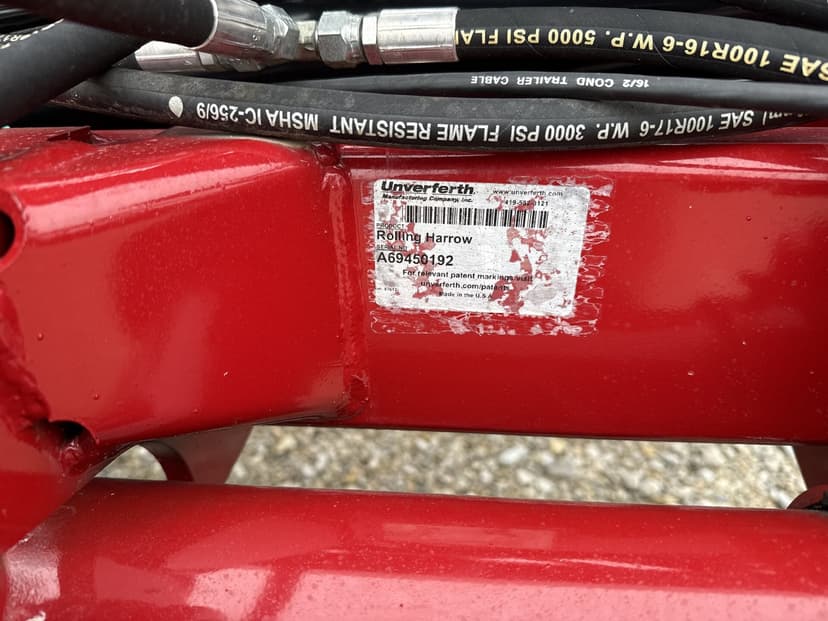 SAE 100R16-6 W.P. 5000 PSI FLA
16/2 COND TRAILER CABLE
SAE 100R17-6 W.P. 3000 PSI FLAME RESISTANT MSHA IC-256/9
Unverferth www.unverferth.com
Manufacturing Company, Inc.
PRODUCT
Rolling Harrow
SERIAL NO.
A69450192
For relevant patent markings visit
unverferth.com/patents
Made in the U.S.A.